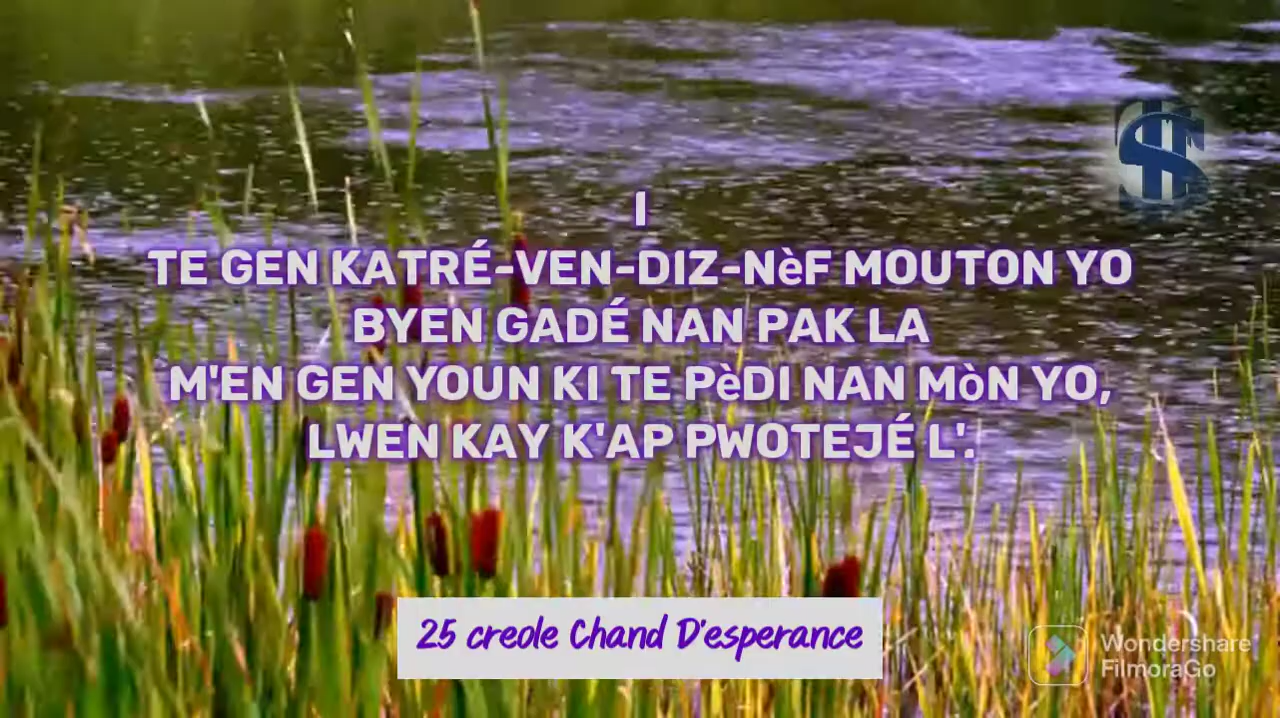 I
TE GEN KATRÉ-VEN-DIZ-NèF MOUTON YO
BYEN GADÉ NAN PAK LA
M'EN GEN YOUN KI TE PèDI NAN MÒN YO,
LWEN KAY K'AP PWOTEJÉ L'.
25 creole Chand D'esperance
Wondershare
FilmoraGo